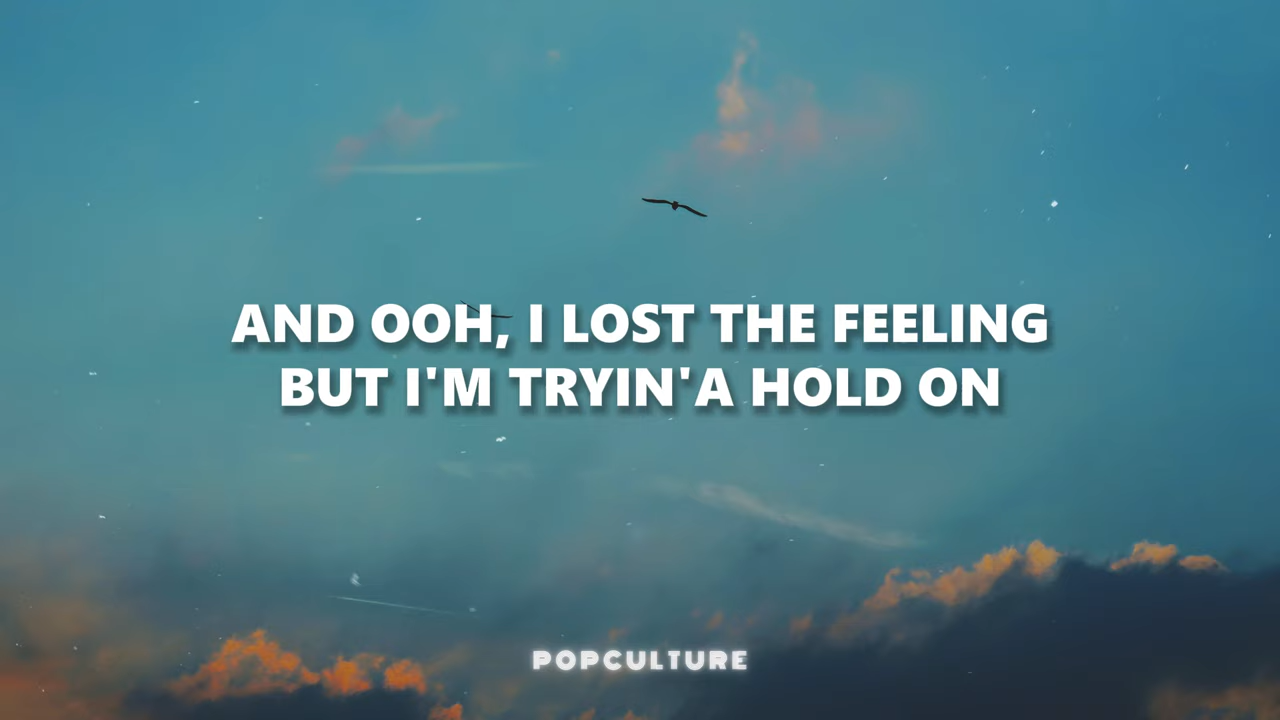 AND OOH, I LOST THE FEELING
BUT I'M TRYIN'A HOLD ON
POPCULTURE